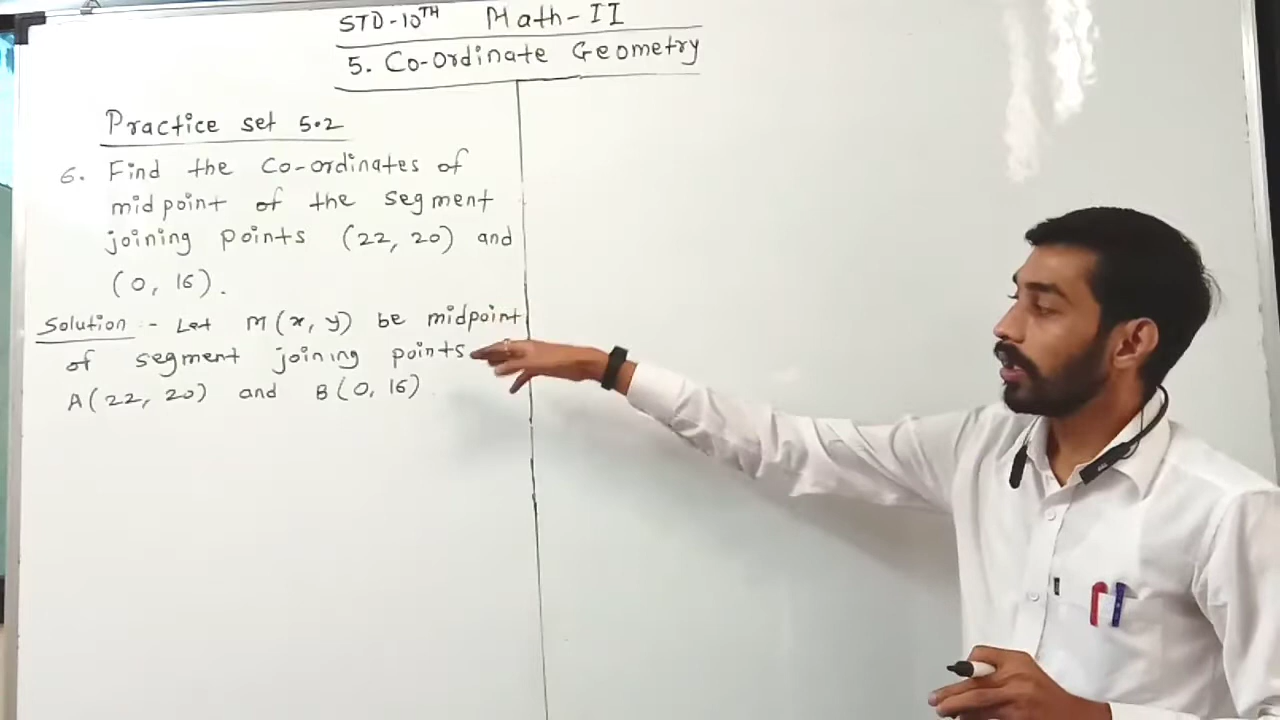 STD-10TH Math-II
5. Co-ordinate Geometry
Practice set 5.2
6. Find the Co-ordinates of
midpoint of the segment
joining points (22, 20) and
(0, 16).
Solution :- Let M(x, y) be midpoint
of segment joining points
A(22, 20) and B(0, 16).